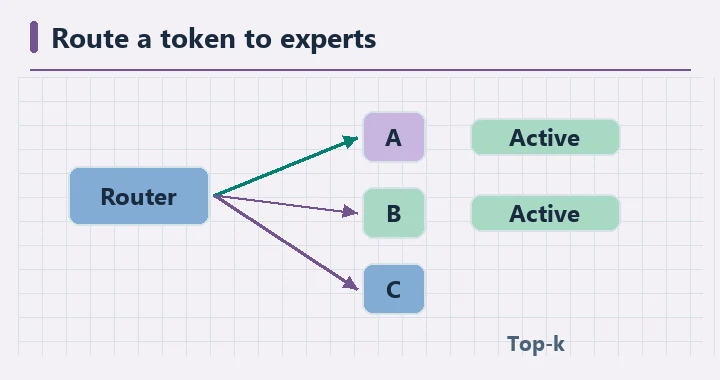 Route a token to experts
A
Active
Router
B
Active
C
Top-k